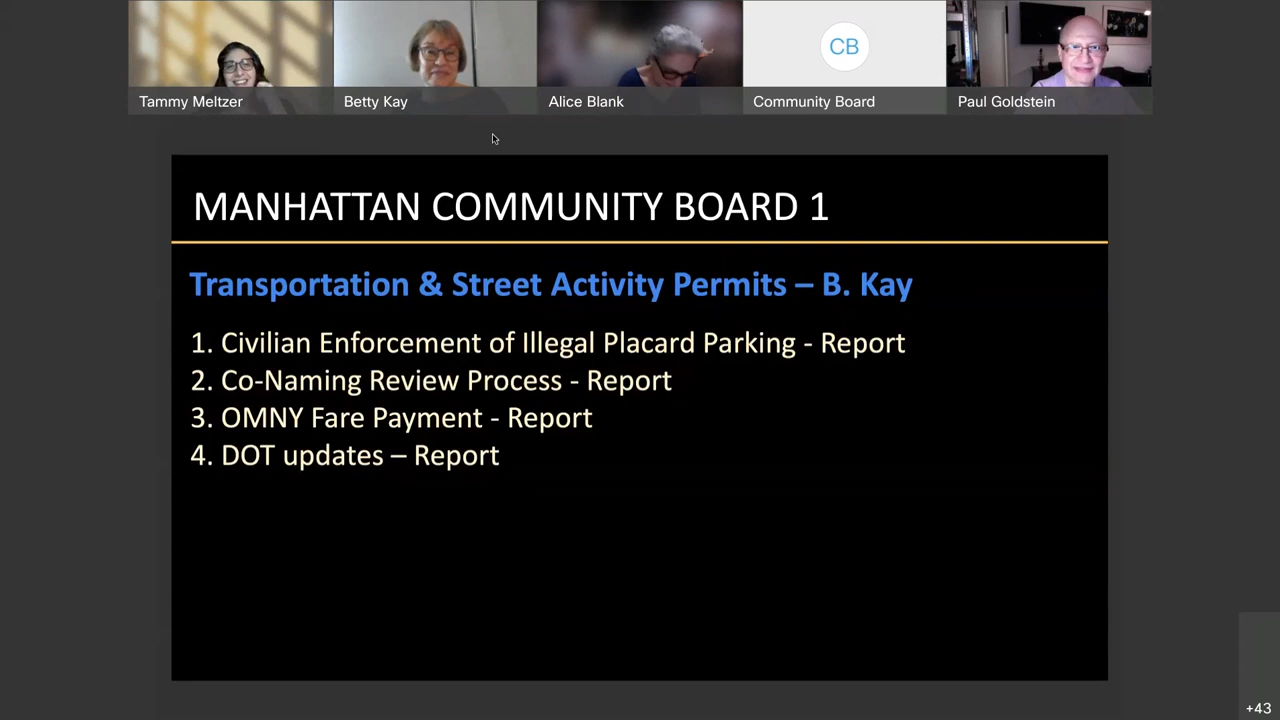 CB
Tammy Meltzer
Betty Kay
Alice Blank
Community Board
Paul Goldstein
MANHATTAN COMMUNITY BOARD 1
Transportation & Street Activity Permits – B. Kay
1. Civilian Enforcement of Illegal Placard Parking - Report
2. Co-Naming Review Process - Report
3. OMNY Fare Payment - Report
4. DOT updates – Report
+43